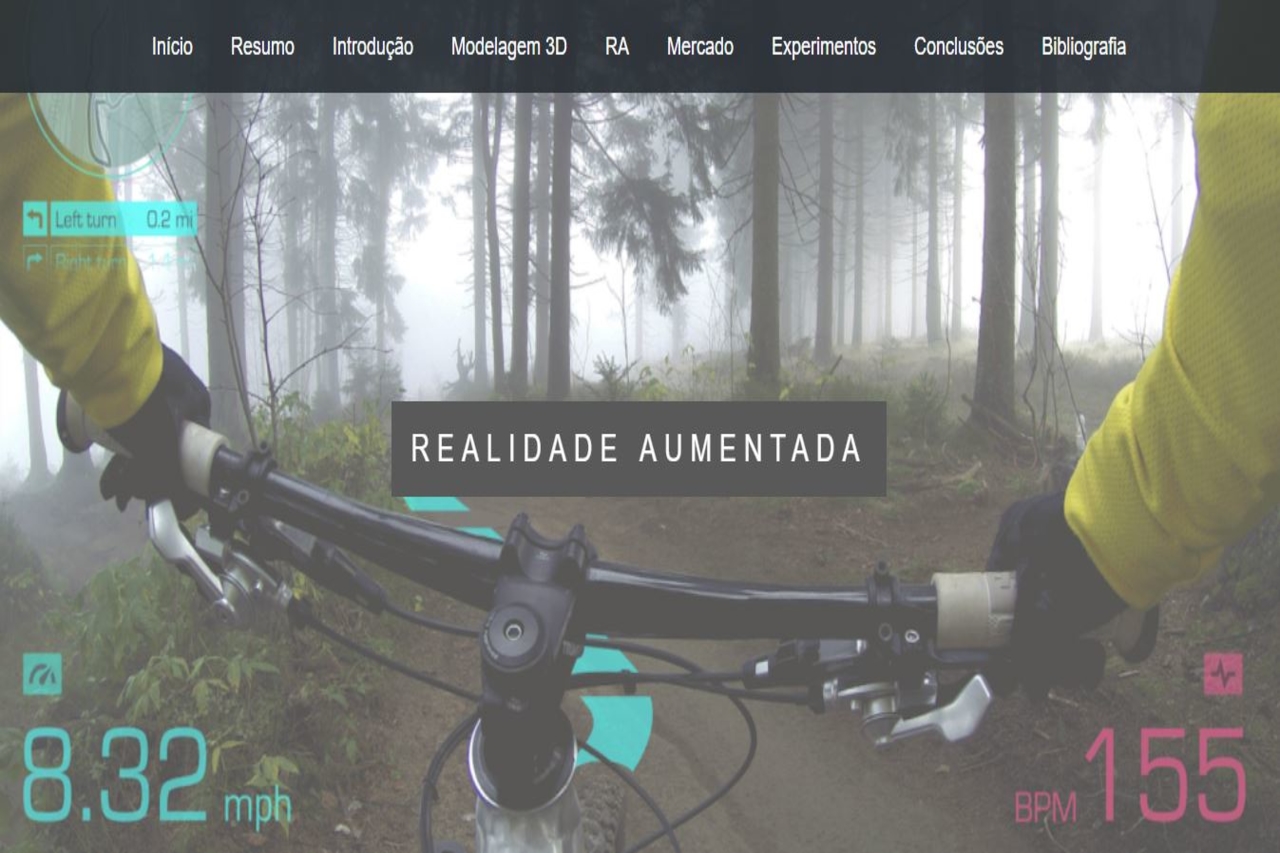 Início Resumo Introdução Modelagem 3D RA Mercado Experimentos Conclusões Bibliografia
Left turn 0.2 mi
Right turn
REALIDADE AUMENTADA
8.32 mph
BPM 155